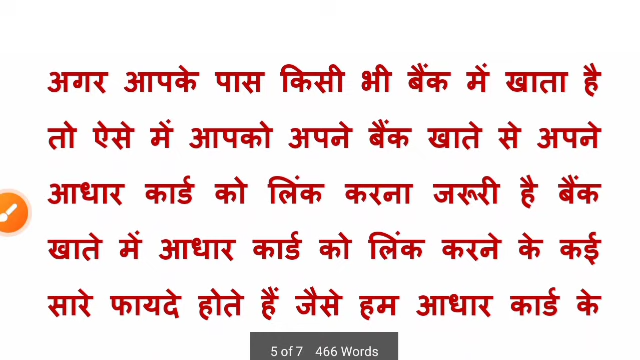 अगर आपके पास किसी भी बैंक में खाता है
तो ऐसे में आपको अपने बैंक खाते से अपने
आधार कार्ड को लिंक करना जरूरी है बैंक
खाते में आधार कार्ड को लिंक करने के कई
सारे फायदे होते हैं जैसे हम आधार कार्ड के
5 of 7 466 Words